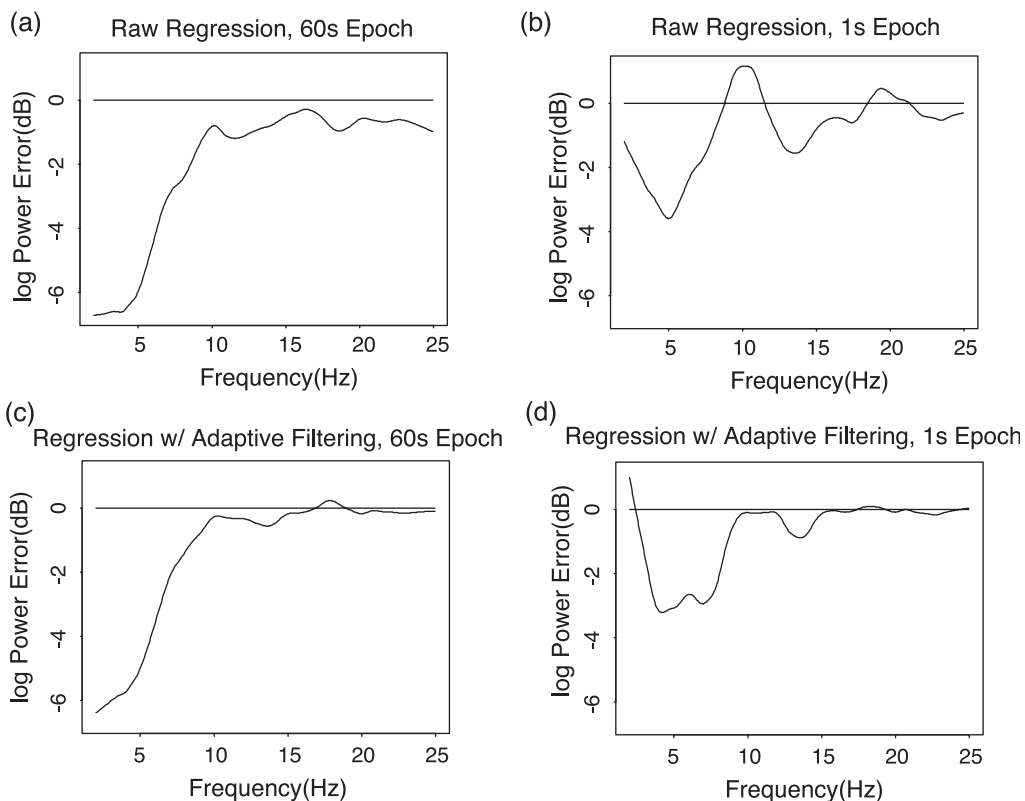 (a)
Raw Regression, 60s Epoch
log Power Error(dB)
0
-2
-4
-6
5
10
15
20
25
Frequency(Hz)
(b)
Raw Regression, 1s Epoch
log Power Error(dB)
0
-2
-4
-6
5
10
15
20
25
Frequency(Hz)
(c)
Regression w/ Adaptive Filtering, 60s Epoch
log Power Error(dB)
0
-2
-4
-6
5
10
15
20
25
Frequency(Hz)
(d)
Regression w/ Adaptive Filtering, 1s Epoch
log Power Error(dB)
0
-2
-4
-6
5
10
15
20
25
Frequency(Hz)